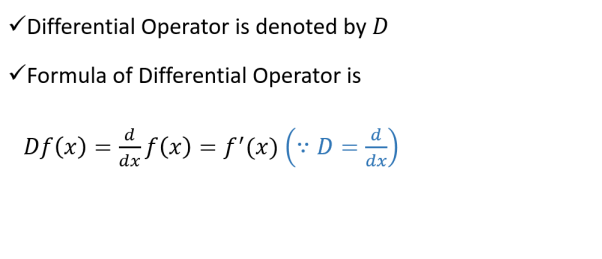 ✓Differential Operator is denoted by D
✓Formula of Differential Operator is
Df(x) = d/dx f(x) = f'(x) (∵ D = d/dx)